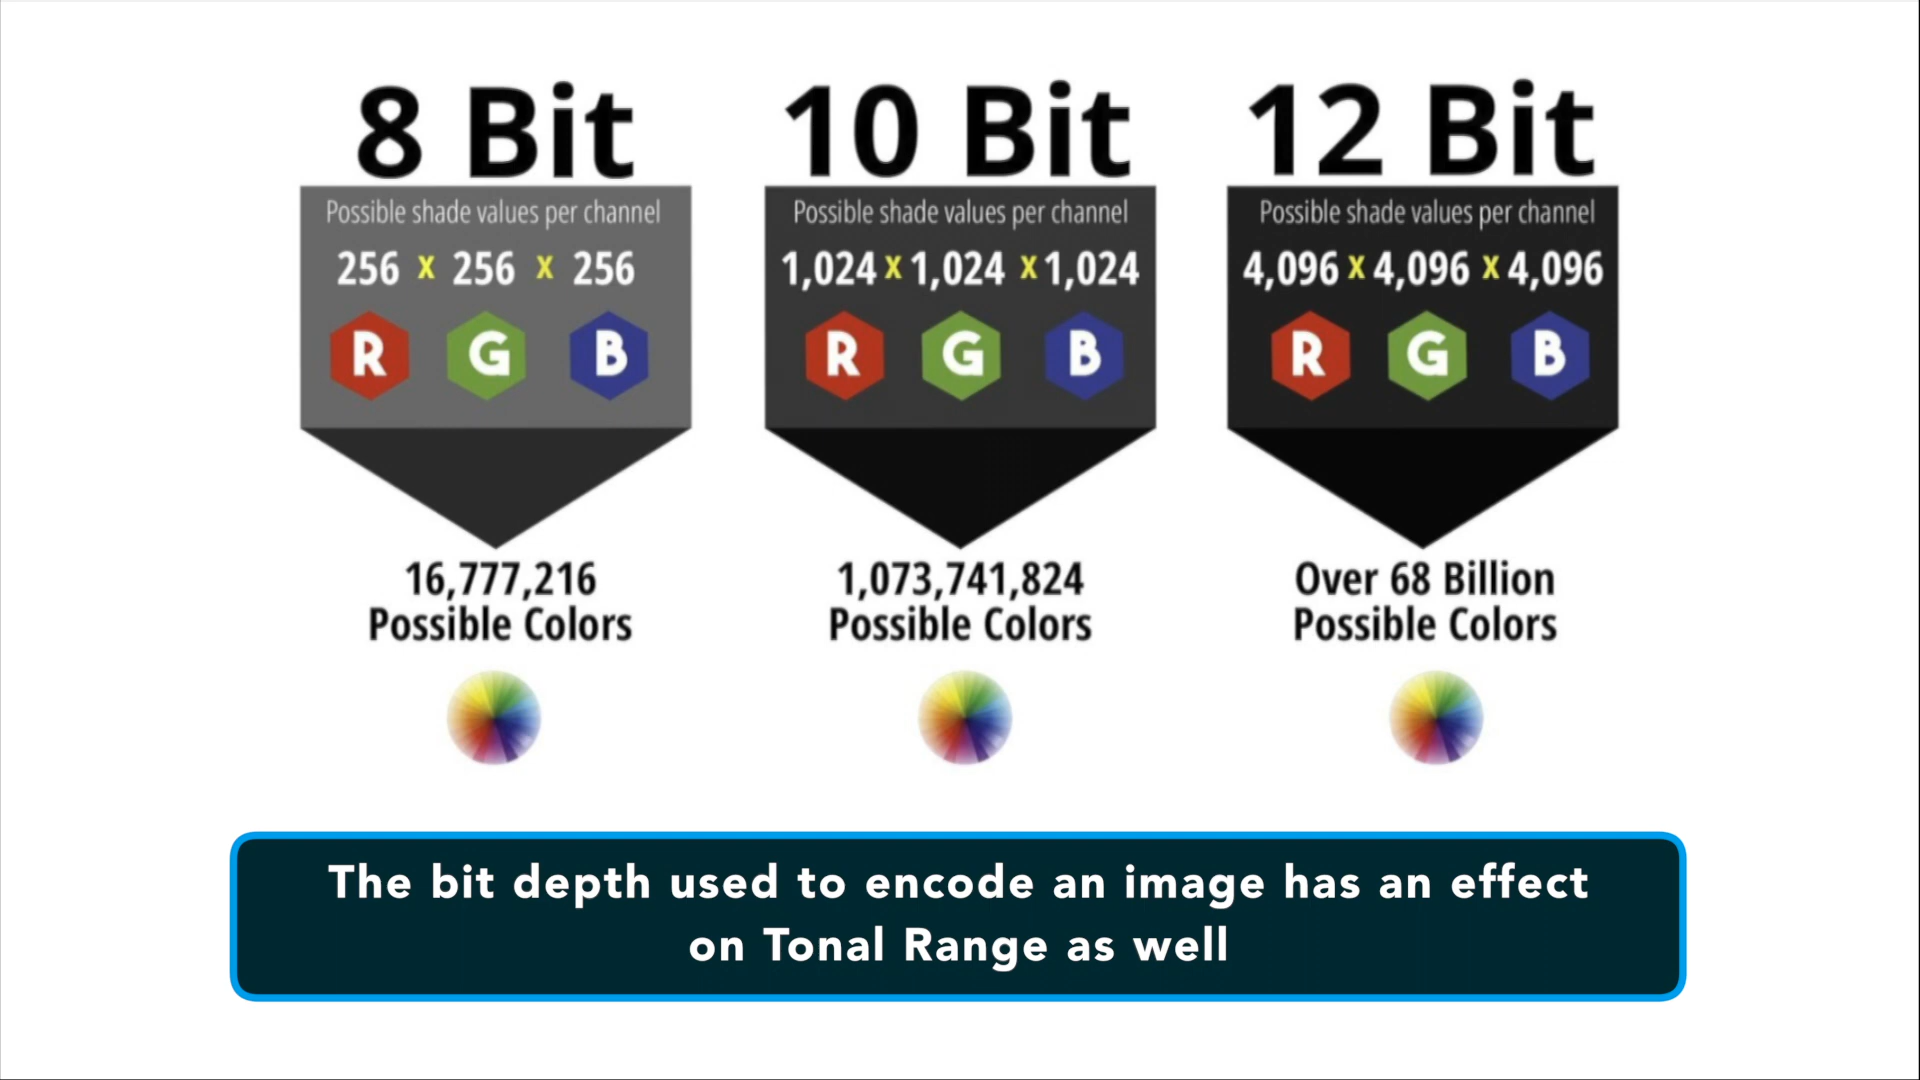 8 Bit
Possible shade values per channel
256 x 256 x 256
R G B
16,777,216
Possible Colors
10 Bit
Possible shade values per channel
1,024 x 1,024 x 1,024
R G B
1,073,741,824
Possible Colors
12 Bit
Possible shade values per channel
4,096 x 4,096 x 4,096
R G B
Over 68 Billion
Possible Colors
The bit depth used to encode an image has an effect
on Tonal Range as well